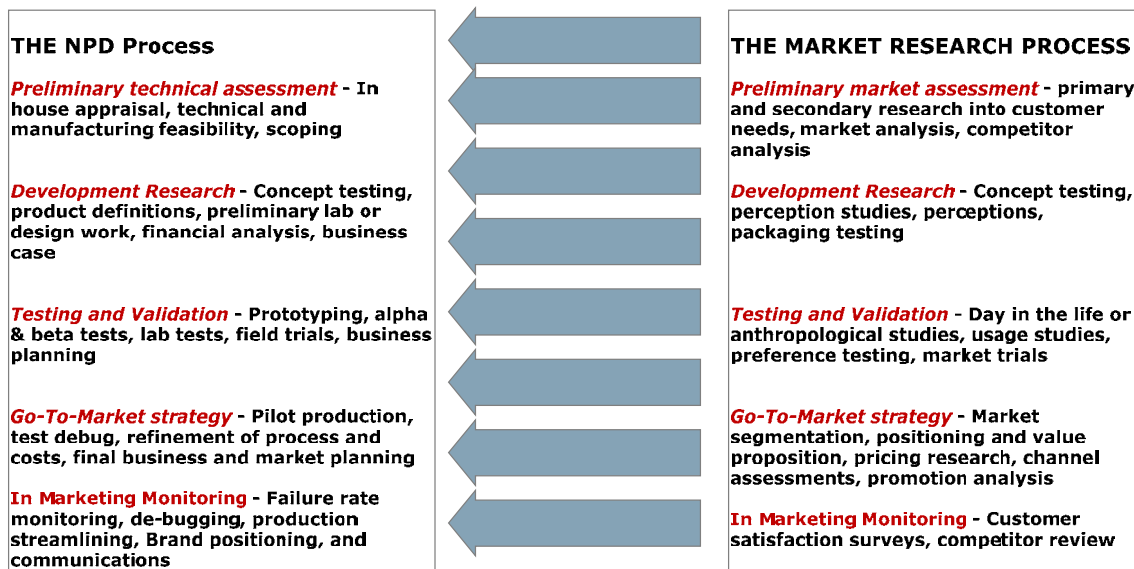 THE NPD Process
Preliminary technical assessment - In
house appraisal, technical and
manufacturing feasibility, scoping
Development Research - Concept testing,
product definitions, preliminary lab or
design work, financial analysis, business
case
Testing and Validation - Prototyping, alpha
& beta tests, lab tests, field trials, business
planning
Go-To-Market strategy - Pilot production,
test debug, refinement of process and
costs, final business and market planning
In Marketing Monitoring - Failure rate
monitoring, de-bugging, production
streamlining, Brand positioning, and
communications
THE MARKET RESEARCH PROCESS
Preliminary market assessment - primary
and secondary research into customer
needs, market analysis, competitor
analysis
Development Research - Concept testing,
perception studies, perceptions,
packaging testing
Testing and Validation - Day in the life or
anthropological studies, usage studies,
preference testing, market trials
Go-To-Market strategy - Market
segmentation, positioning and value
proposition, pricing research, channel
assessments, promotion analysis
In Marketing Monitoring - Customer
satisfaction surveys, competitor review